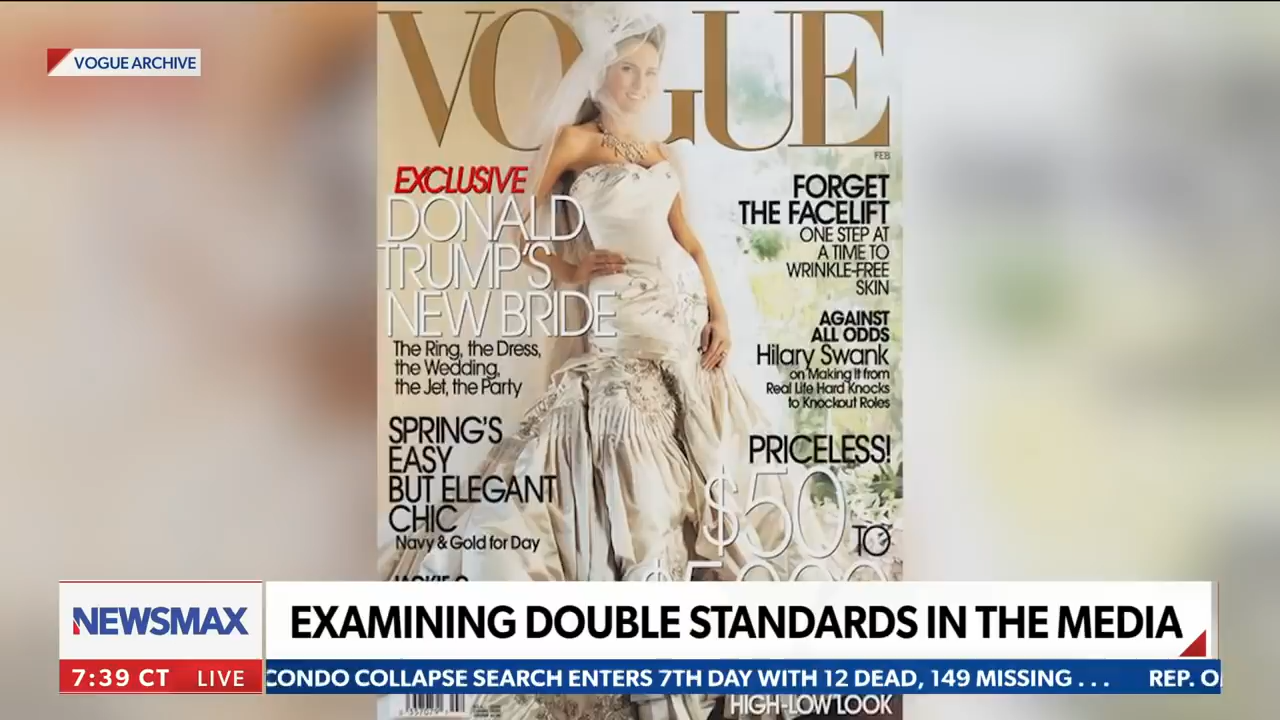 VOGUE ARCHIVE
VOGUE
FEB
EXCLUSIVE
DONALD
TRUMP'S
NEW BRIDE
The Ring, the Dress,
the Wedding,
the Jet, the Party
SPRING'S
EASY
BUT ELEGANT
CHIC
Navy & Gold for Day
FORGET
THE FACELIFT
ONE STEP AT
A TIME TO
WRINKLE-FREE
SKIN
AGAINST
ALL ODDS
Hilary Swank
on Making It from
Real Life Hard Knocks
to Knockout Roles
PRICELESS!
$50 TO
HIGH-LOW LOOK
NEWSMAX
EXAMINING DOUBLE STANDARDS IN THE MEDIA
7:39 CT LIVE
CONDO COLLAPSE SEARCH ENTERS 7TH DAY WITH 12 DEAD, 149 MISSING . . . REP.